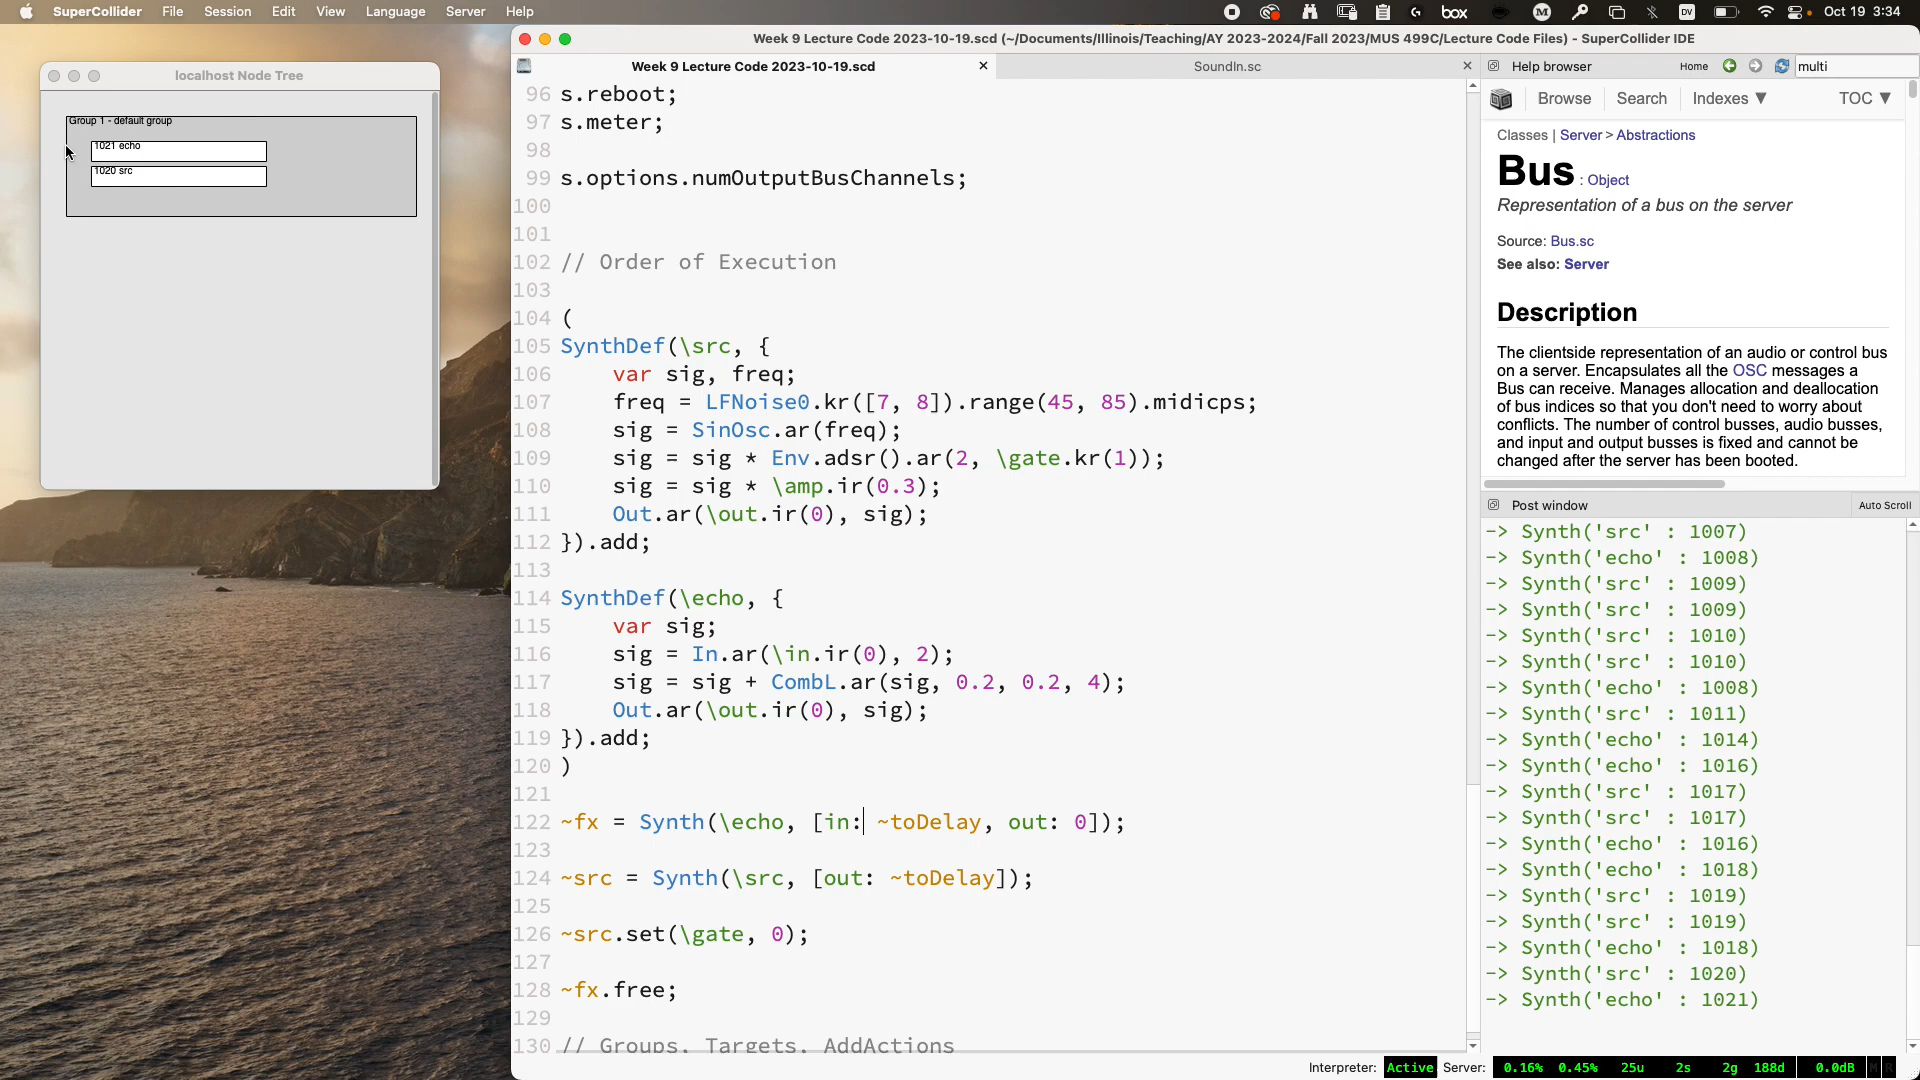 SuperCollider File Session Edit View Language Server Help
box M DV Oct 19 3:34
localhost Node Tree
Group 1 - default group
1021 echo
1020 src
Week 9 Lecture Code 2023-10-19.scd (~/Documents/Illinois/Teaching/AY 2023-2024/Fall 2023/MUS 499C/Lecture Code Files) - SuperCollider IDE
Week 9 Lecture Code 2023-10-19.scd
SoundIn.sc
96 s.reboot;
97 s.meter;
98
99 s.options.numOutputBusChannels;
100
101
102 // Order of Execution
103
104 (
105 SynthDef(\src, {
106 var sig, freq;
107 freq = LFNoise0.kr([7, 8]).range(45, 85).midicps;
108 sig = SinOsc.ar(freq);
109 sig = sig * Env.adsr().ar(2, \gate.kr(1));
110 sig = sig * \amp.ir(0.3);
111 Out.ar(\out.ir(0), sig);
112 }).add;
113
114 SynthDef(\echo, {
115 var sig;
116 sig = In.ar(\in.ir(0), 2);
117 sig = sig + CombL.ar(sig, 0.2, 0.2, 4);
118 Out.ar(\out.ir(0), sig);
119 }).add;
120 )
121
122 ~fx = Synth(\echo, [in: ~toDelay, out: 0]);
123
124 ~src = Synth(\src, [out: ~toDelay]);
125
126 ~src.set(\gate, 0);
127
128 ~fx.free;
129
130 // Groups, Targets, AddActions
Help browser Home multi
Browse Search Indexes ▼ TOC ▼
Classes | Server > Abstractions
Bus : Object
Representation of a bus on the server
Source: Bus.sc
See also: Server
Description
The clientside representation of an audio or control bus
on a server. Encapsulates all the OSC messages a
Bus can receive. Manages allocation and deallocation
of bus indices so that you don't need to worry about
conflicts. The number of control busses, audio busses,
and input and output busses is fixed and cannot be
changed after the server has been booted.
Post window Auto Scroll
-> Synth('src' : 1007)
-> Synth('echo' : 1008)
-> Synth('src' : 1009)
-> Synth('src' : 1009)
-> Synth('src' : 1010)
-> Synth('src' : 1010)
-> Synth('echo' : 1008)
-> Synth('src' : 1011)
-> Synth('echo' : 1014)
-> Synth('echo' : 1016)
-> Synth('src' : 1017)
-> Synth('src' : 1017)
-> Synth('echo' : 1016)
-> Synth('echo' : 1018)
-> Synth('src' : 1019)
-> Synth('src' : 1019)
-> Synth('echo' : 1018)
-> Synth('src' : 1020)
-> Synth('echo' : 1021)
Interpreter: Active Server: 0.16% 0.45% 25u 2s 2g 188d 0.0dB M R